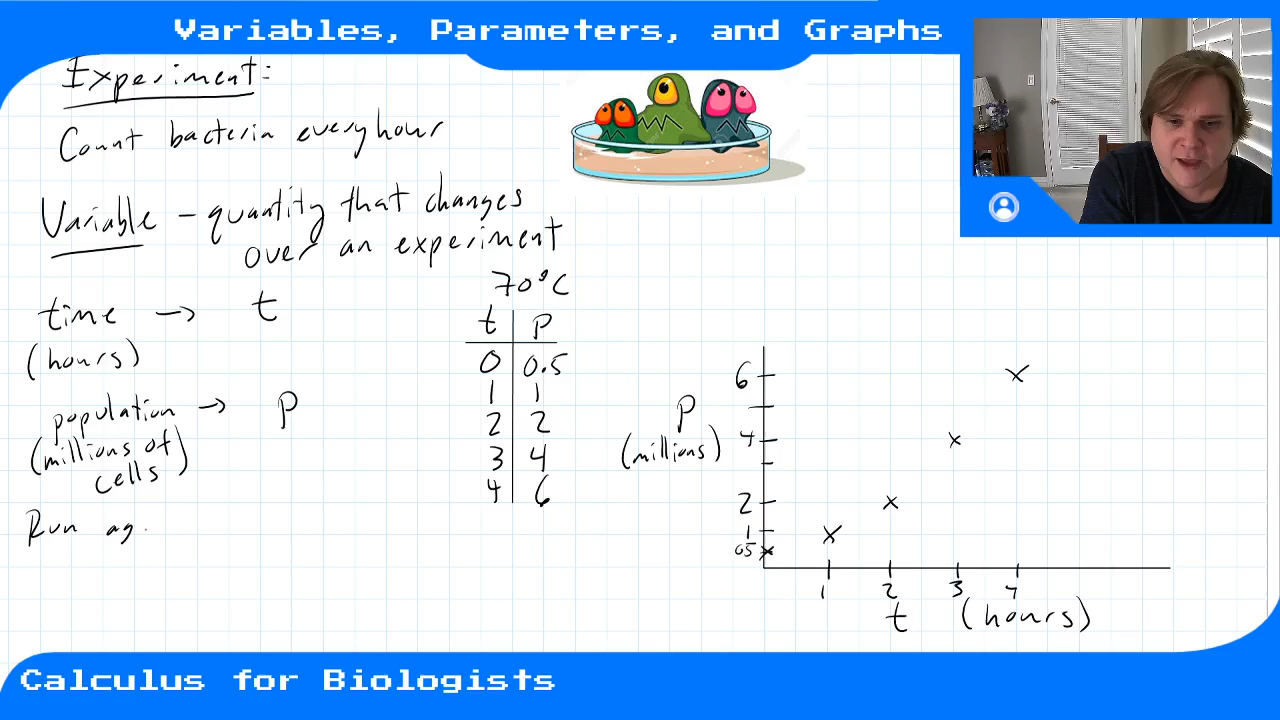 Variables, Parameters, and Graphs
Experiment:
Count bacteria every hour
Variable – quantity that changes
over an experiment
time → t
(hours)
population → P
(millions of
cells)
Run ag
70°C
t P
0 0.5
1 1
2 2
3 4
4 6
P
(millions)
6
4
2
1
05
1 2 3 4
t (hours)
Calculus for Biologists